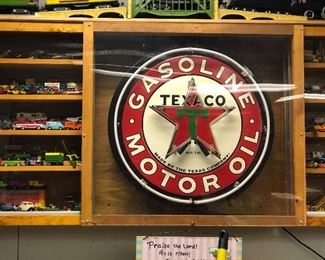 GASOLINE
TEXACO
T
MOTOR OIL
"Praise the Lord!
He is risen!